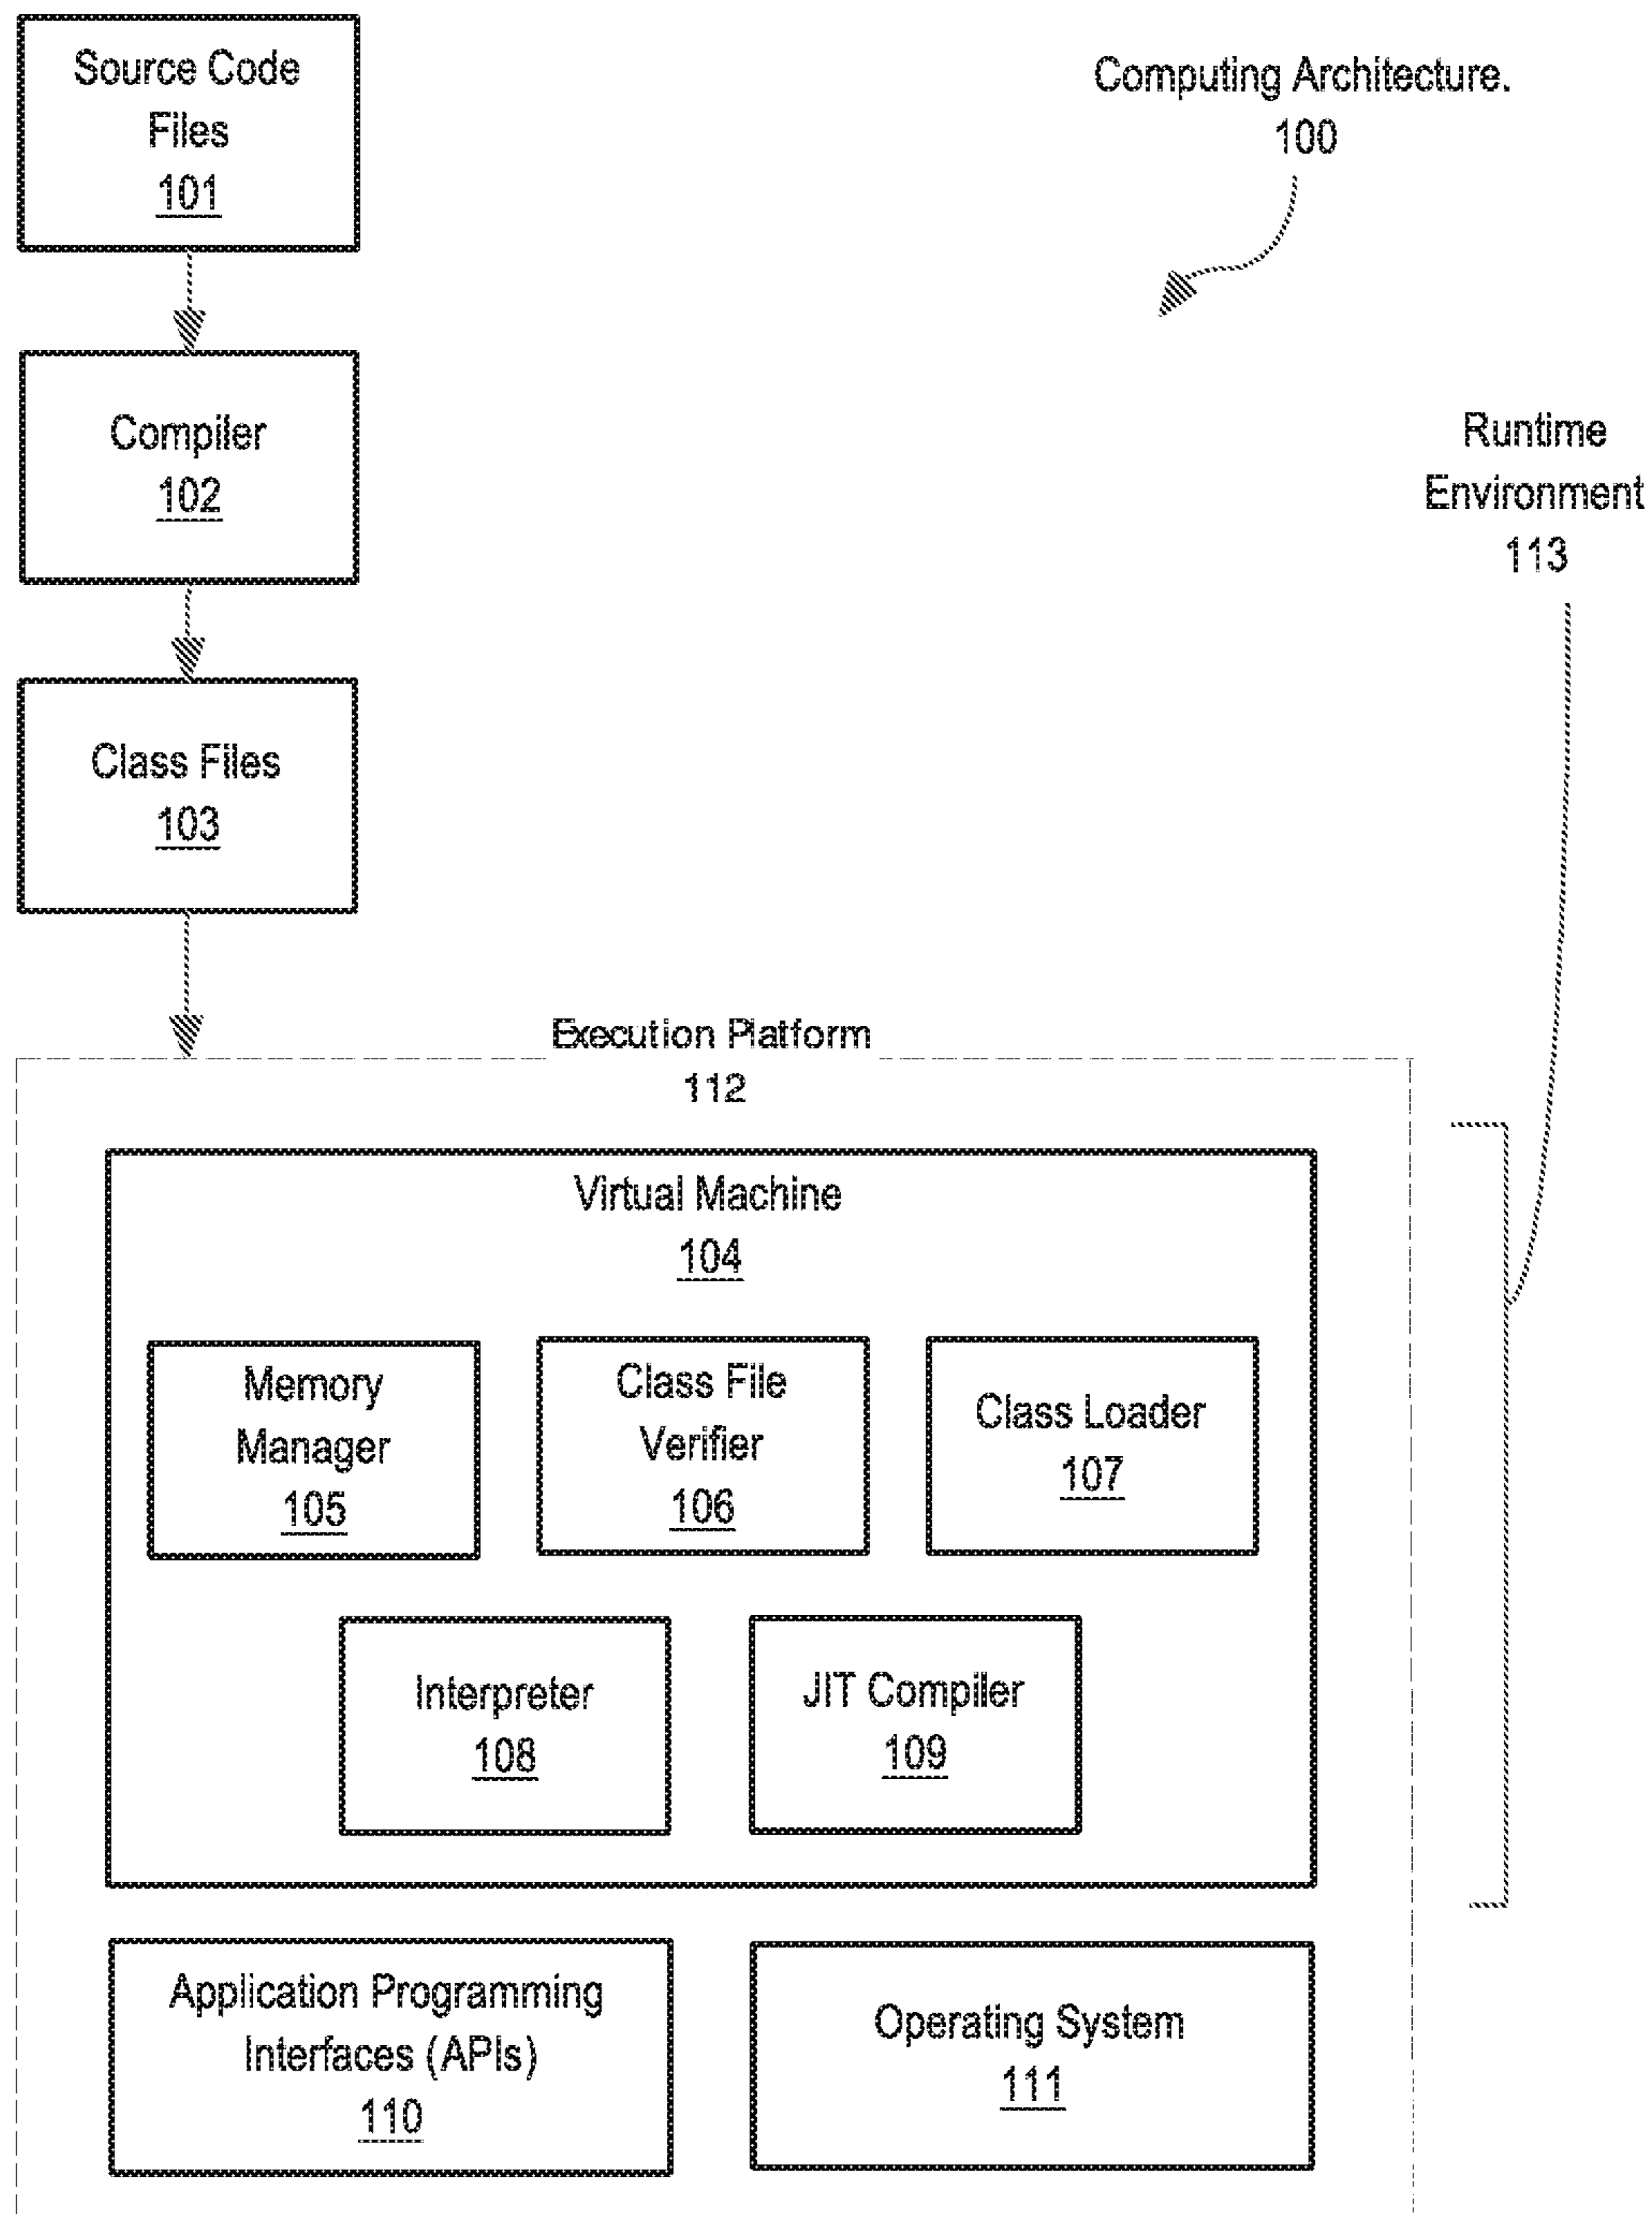 Source Code
Files
101
Computing Architecture.
100
Compiler
102
Runtime
Environment
113
Class Files
103
Execution Platform
112
Virtual Machine
104
Memory
Manager
105
Class File
Verifier
106
Class Loader
107
Interpreter
108
JIT Compiler
109
Application Programming
Interfaces (APIs)
110
Operating System
111